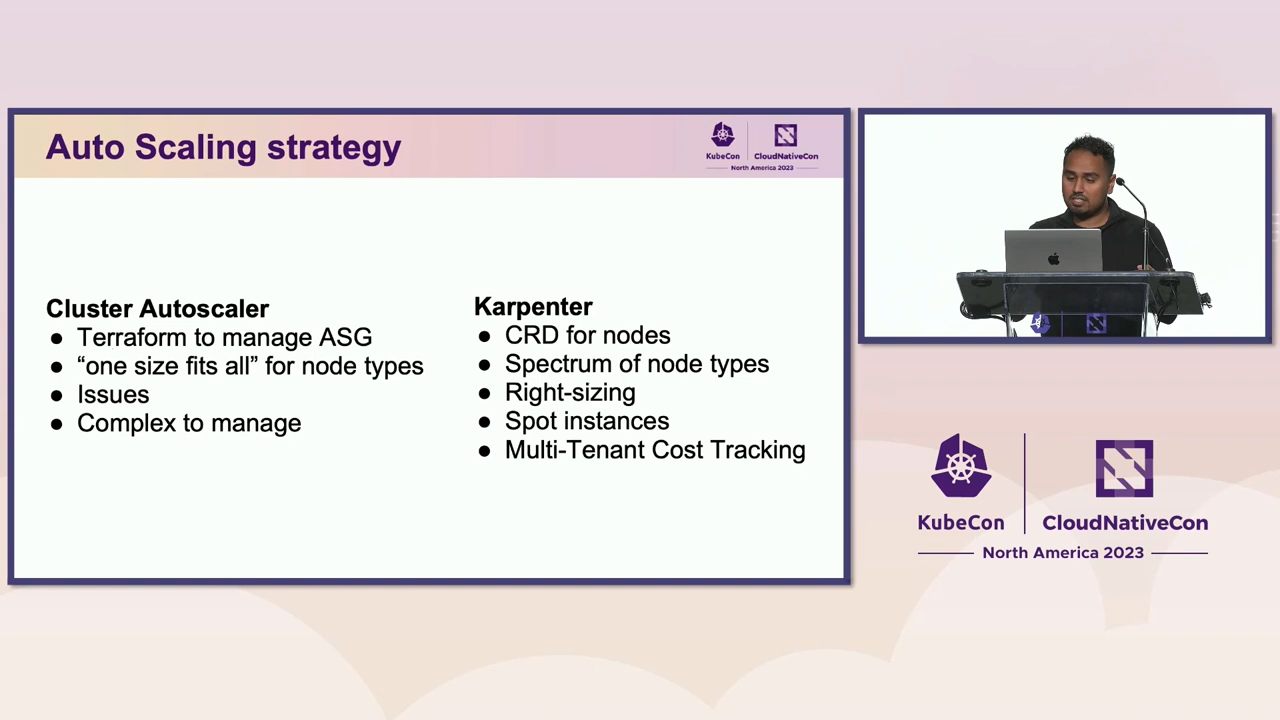 Auto Scaling strategy
KubeCon
CloudNativeCon
North America 2023
Cluster Autoscaler
● Terraform to manage ASG
● “one size fits all” for node types
● Issues
● Complex to manage
Karpenter
● CRD for nodes
● Spectrum of node types
● Right-sizing
● Spot instances
● Multi-Tenant Cost Tracking
KubeCon
CloudNativeCon
North America 2023